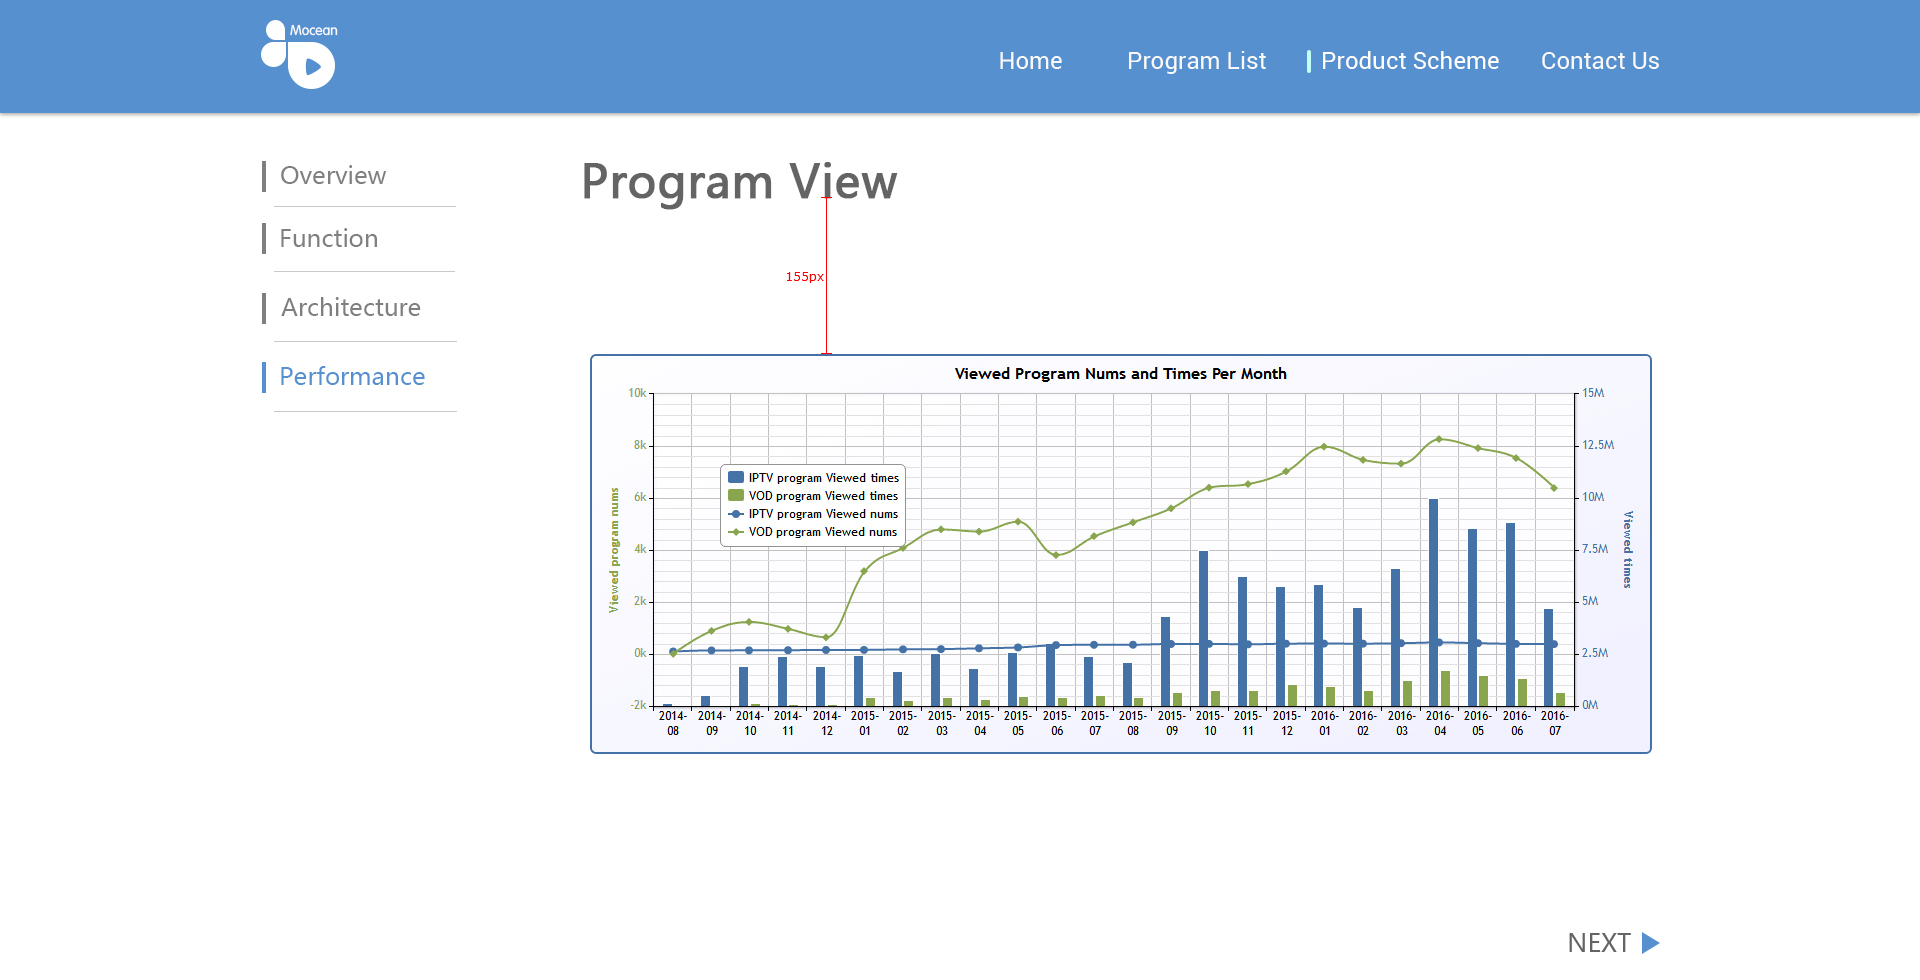 Mocean
Home
Program List
Product Scheme
Contact Us
Overview
Function
Architecture
Performance
Program View
155px
Viewed Program Nums and Times Per Month
10k
8k
6k
4k
2k
0k
-2k
Viewed program nums
IPTV program Viewed times
VOD program Viewed times
IPTV program Viewed nums
VOD program Viewed nums
15M
12.5M
10M
7.5M
5M
2.5M
0M
Viewed times
2014-
08
2014-
09
2014-
10
2014-
11
2014-
12
2015-
01
2015-
02
2015-
03
2015-
04
2015-
05
2015-
06
2015-
07
2015-
08
2015-
09
2015-
10
2015-
11
2015-
12
2016-
01
2016-
02
2016-
03
2016-
04
2016-
05
2016-
06
2016-
07
NEXT